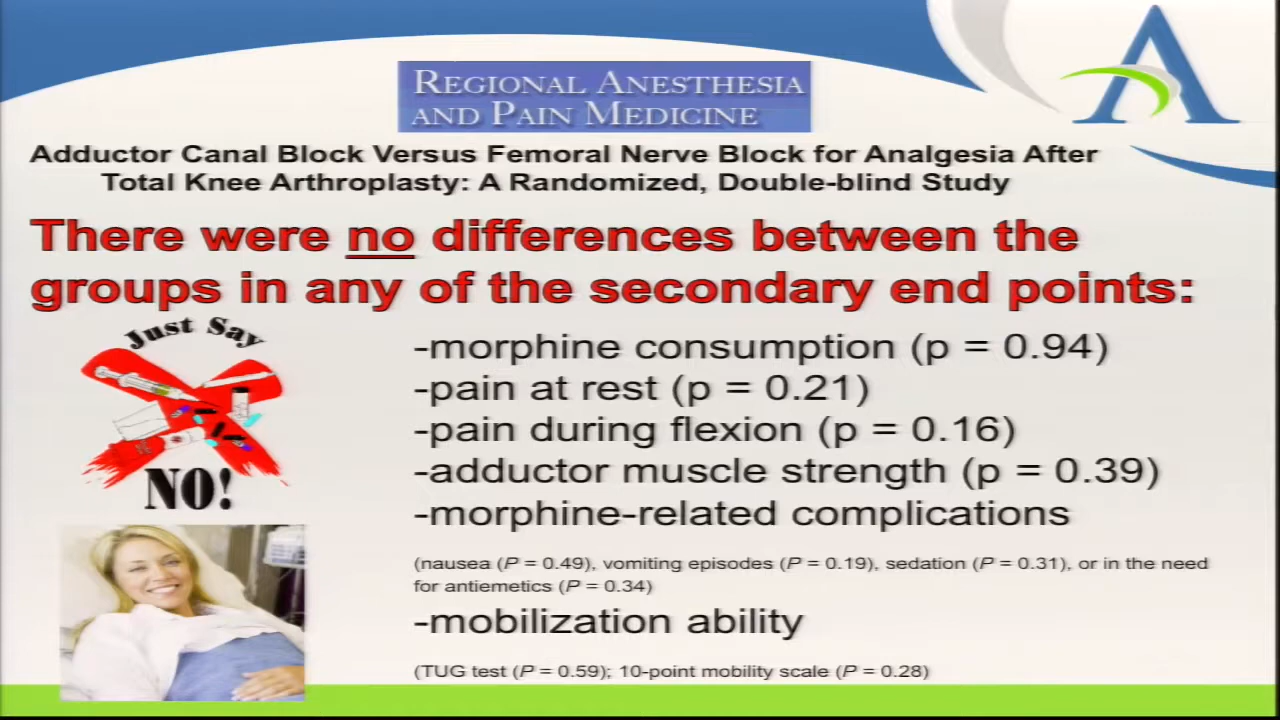 REGIONAL ANESTHESIA
AND PAIN MEDICINE
Adductor Canal Block Versus Femoral Nerve Block for Analgesia After
Total Knee Arthroplasty: A Randomized, Double-blind Study
There were no differences between the
groups in any of the secondary end points:
Just Say
NO!
-morphine consumption (p = 0.94)
-pain at rest (p = 0.21)
-pain during flexion (p = 0.16)
-adductor muscle strength (p = 0.39)
-morphine-related complications
(nausea (P = 0.49), vomiting episodes (P = 0.19), sedation (P = 0.31), or in the need
for antiemetics (P = 0.34)
-mobilization ability
(TUG test (P = 0.59); 10-point mobility scale (P = 0.28)